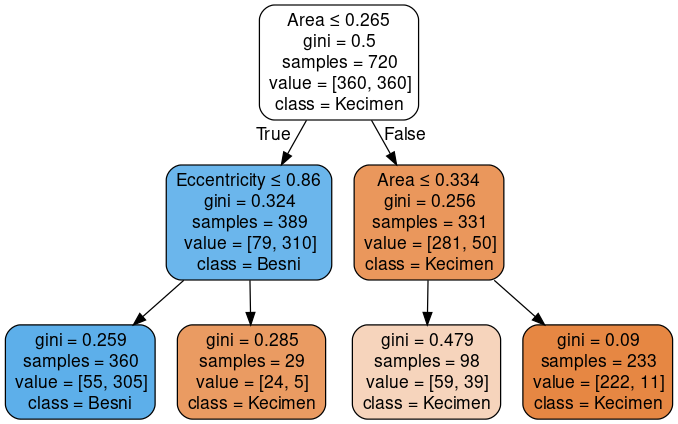 Area ≤ 0.265
gini = 0.5
samples = 720
value = [360, 360]
class = Kecimen
True
False
Eccentricity ≤ 0.86
gini = 0.324
samples = 389
value = [79, 310]
class = Besni
Area ≤ 0.334
gini = 0.256
samples = 331
value = [281, 50]
class = Kecimen
gini = 0.259
samples = 360
value = [55, 305]
class = Besni
gini = 0.285
samples = 29
value = [24, 5]
class = Kecimen
gini = 0.479
samples = 98
value = [59, 39]
class = Kecimen
gini = 0.09
samples = 233
value = [222, 11]
class = Kecimen